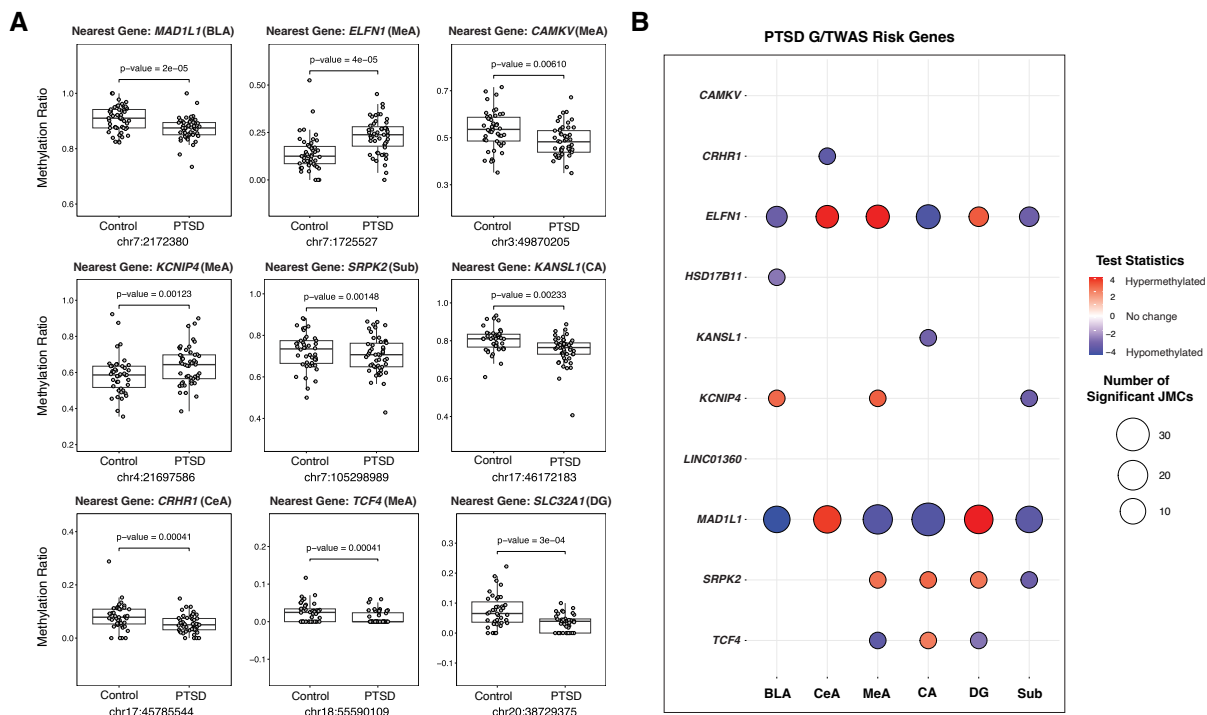 A
Nearest Gene: MAD1L1 (BLA)
p-value = 2e-05
Methylation Ratio
1.0
0.8
0.6
Control PTSD
chr7:2172380
Nearest Gene: ELFN1 (MeA)
p-value = 4e-05
0.50
0.25
0.00
Control PTSD
chr7:1725527
Nearest Gene: CAMKV (MeA)
p-value = 0.00610
0.7
0.5
0.3
Control PTSD
chr3:49870205
Nearest Gene: KCNIP4 (MeA)
p-value = 0.00123
Methylation Ratio
1.0
0.8
0.6
0.4
0.2
Control PTSD
chr4:21697586
Nearest Gene: SRPK2 (Sub)
p-value = 0.00148
1.0
0.8
0.6
0.4
Control PTSD
chr7:105298989
Nearest Gene: KANSL1 (CA)
p-value = 0.00233
1.0
0.8
0.6
0.4
Control PTSD
chr17:46172183
Nearest Gene: CRHR1 (CeA)
p-value = 0.00041
Methylation Ratio
0.4
0.2
0.0
Control PTSD
chr17:45785544
Nearest Gene: TCF4 (MeA)
p-value = 0.00041
0.2
0.1
0.0
-0.1
Control PTSD
chr18:55590109
Nearest Gene: SLC32A1 (DG)
p-value = 3e-04
0.3
0.2
0.1
0.0
-0.1
Control PTSD
chr20:38729375
B
PTSD G/TWAS Risk Genes
CAMKV
CRHR1
ELFN1
HSD17B11
KANSL1
KCNIP4
LINC01360
MAD1L1
SRPK2
TCF4
BLA CeA MeA CA DG Sub
Test Statistics
4 Hypermethylated
2
0 No change
-2
-4 Hypomethylated
Number of
Significant JMCs
30
20
10